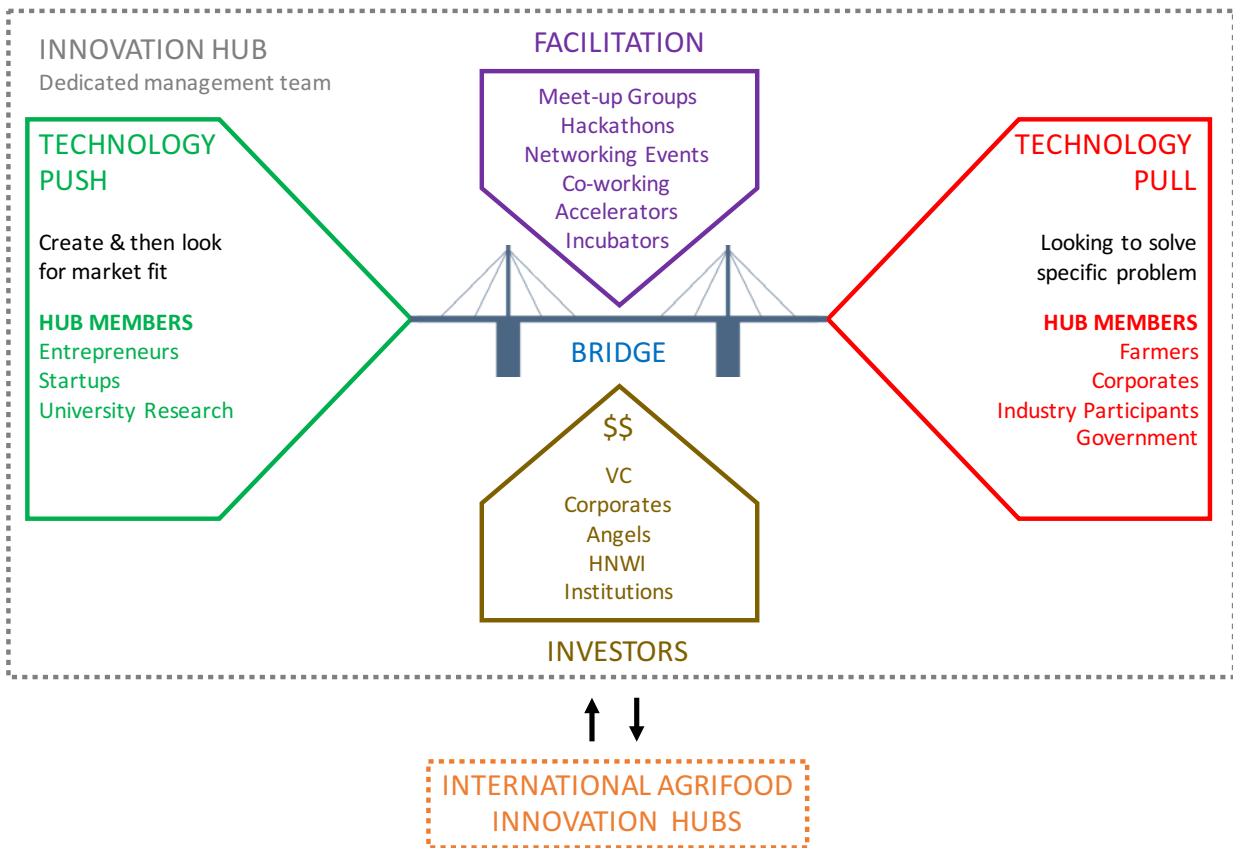 INNOVATION HUB
Dedicated management team
FACILITATION
Meet-up Groups
Hackathons
Networking Events
Co-working
Accelerators
Incubators
TECHNOLOGY
PUSH
Create & then look
for market fit
HUB MEMBERS
Entrepreneurs
Startups
University Research
TECHNOLOGY
PULL
Looking to solve
specific problem
HUB MEMBERS
Farmers
Corporates
Industry Participants
Government
BRIDGE
$$
VC
Corporates
Angels
HNWI
Institutions
INVESTORS
INTERNATIONAL AGRIFOOD
INNOVATION HUBS